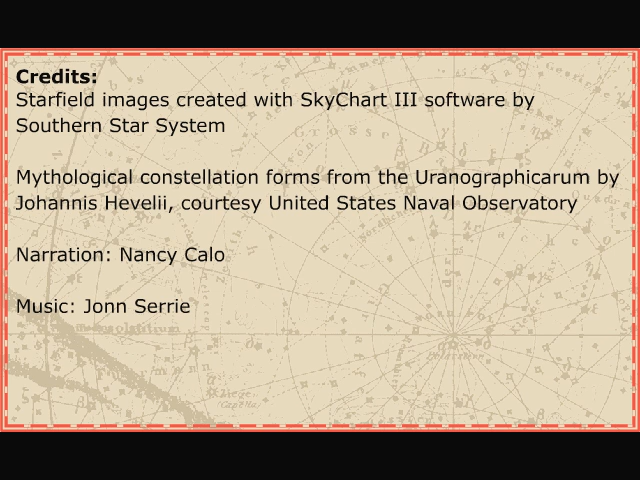 Credits:
Starfield images created with SkyChart III software by
Southern Star System
Mythological constellation forms from the Uranographicarum by
Johannis Hevelii, courtesy United States Naval Observatory
Narration: Nancy Calo
Music: Jonn Serrie
Grosse